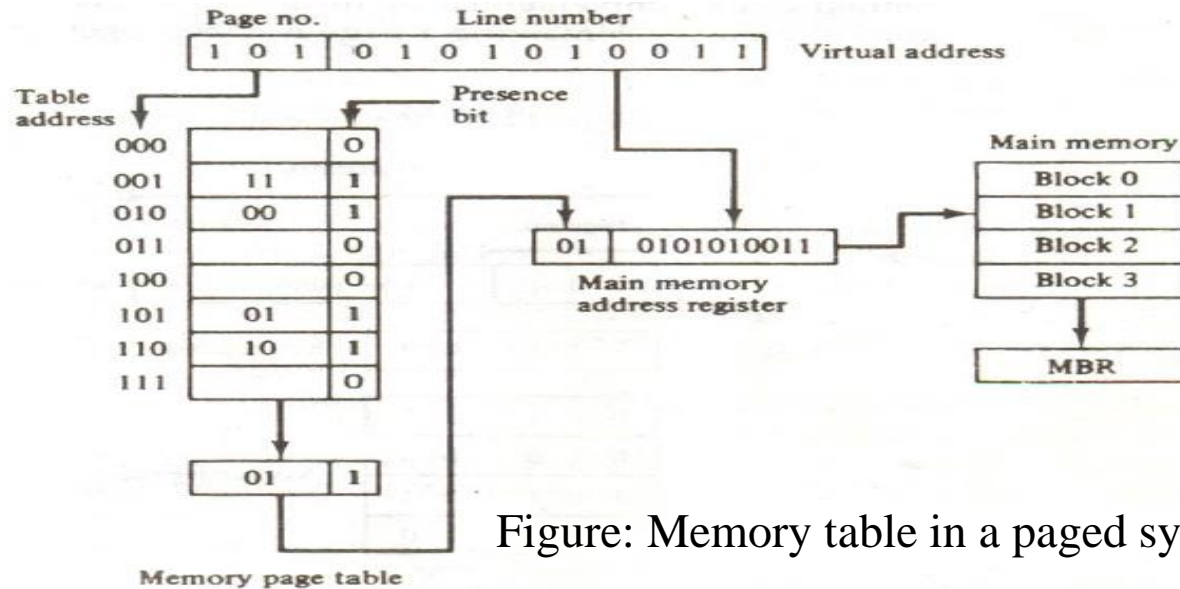 Page no. Line number
1 0 1 0 1 0 1 0 1 0 0 1 1 Virtual address
Table address
Presence bit
000 0
001 11 1
010 00 1
011 0
100 0
101 01 1
110 10 1
111 0
01 1
Memory page table
01 0101010011
Main memory
address register
Main memory
Block 0
Block 1
Block 2
Block 3
MBR
Figure: Memory table in a paged sy